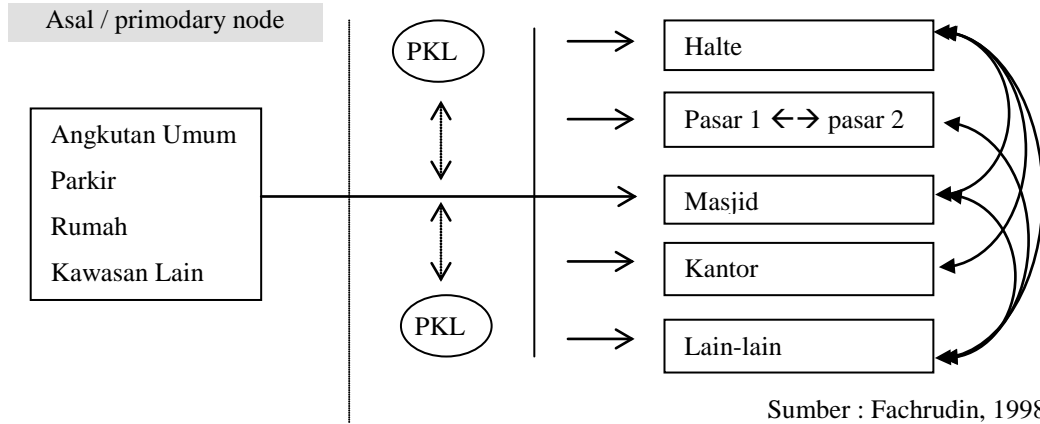 Asal / primodary node
PKL
Halte
Angkutan Umum
Pasar 1 ←→ pasar 2
Parkir
Masjid
Rumah
Kawasan Lain
Kantor
PKL
Lain-lain
Sumber : Fachrudin, 1998